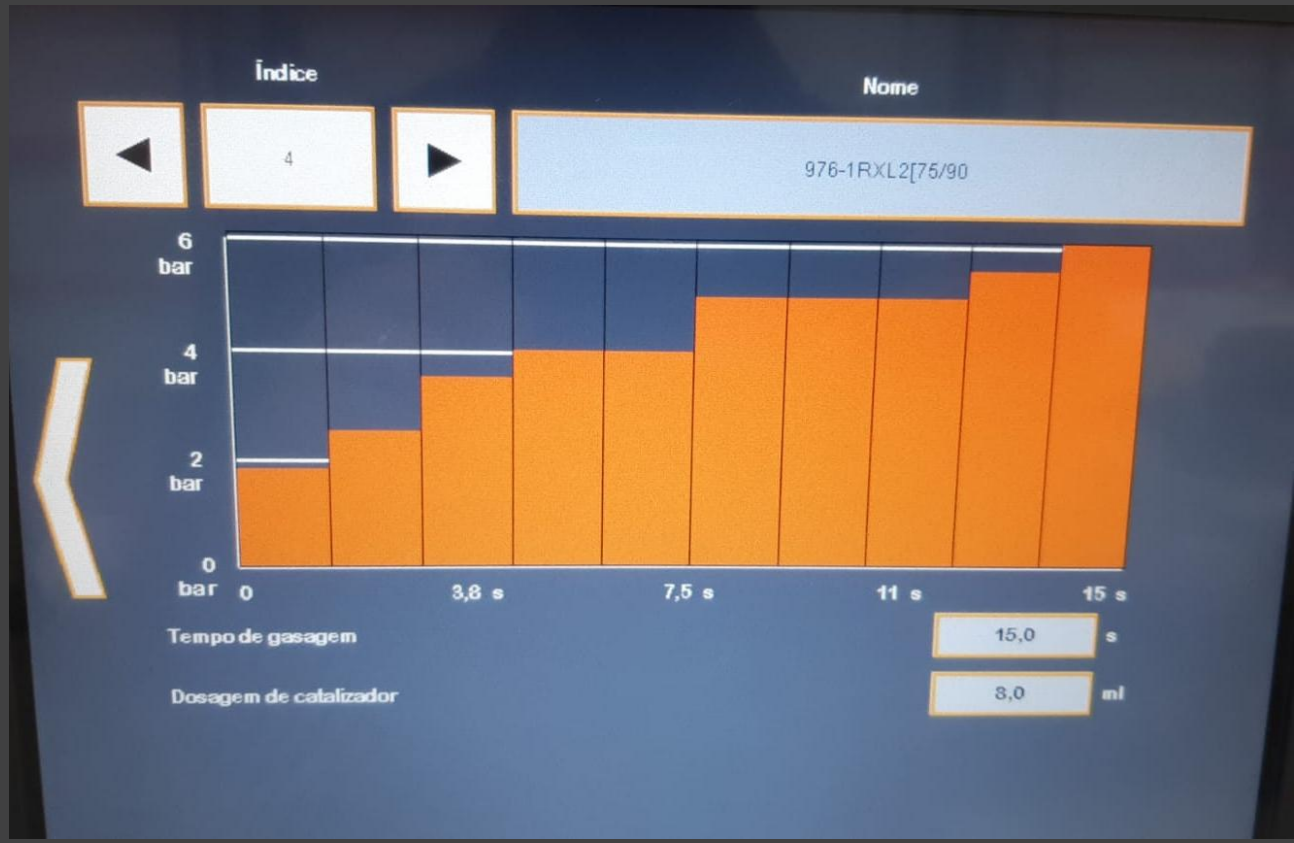 Índice
Nome
4
976-1RXL2[75/90
6
bar
4
bar
2
bar
0
bar
0
3,8 s
7,5 s
11 s
15 s
Tempo de gasagem
15,0
s
Dosagem de catalizador
8,0
ml